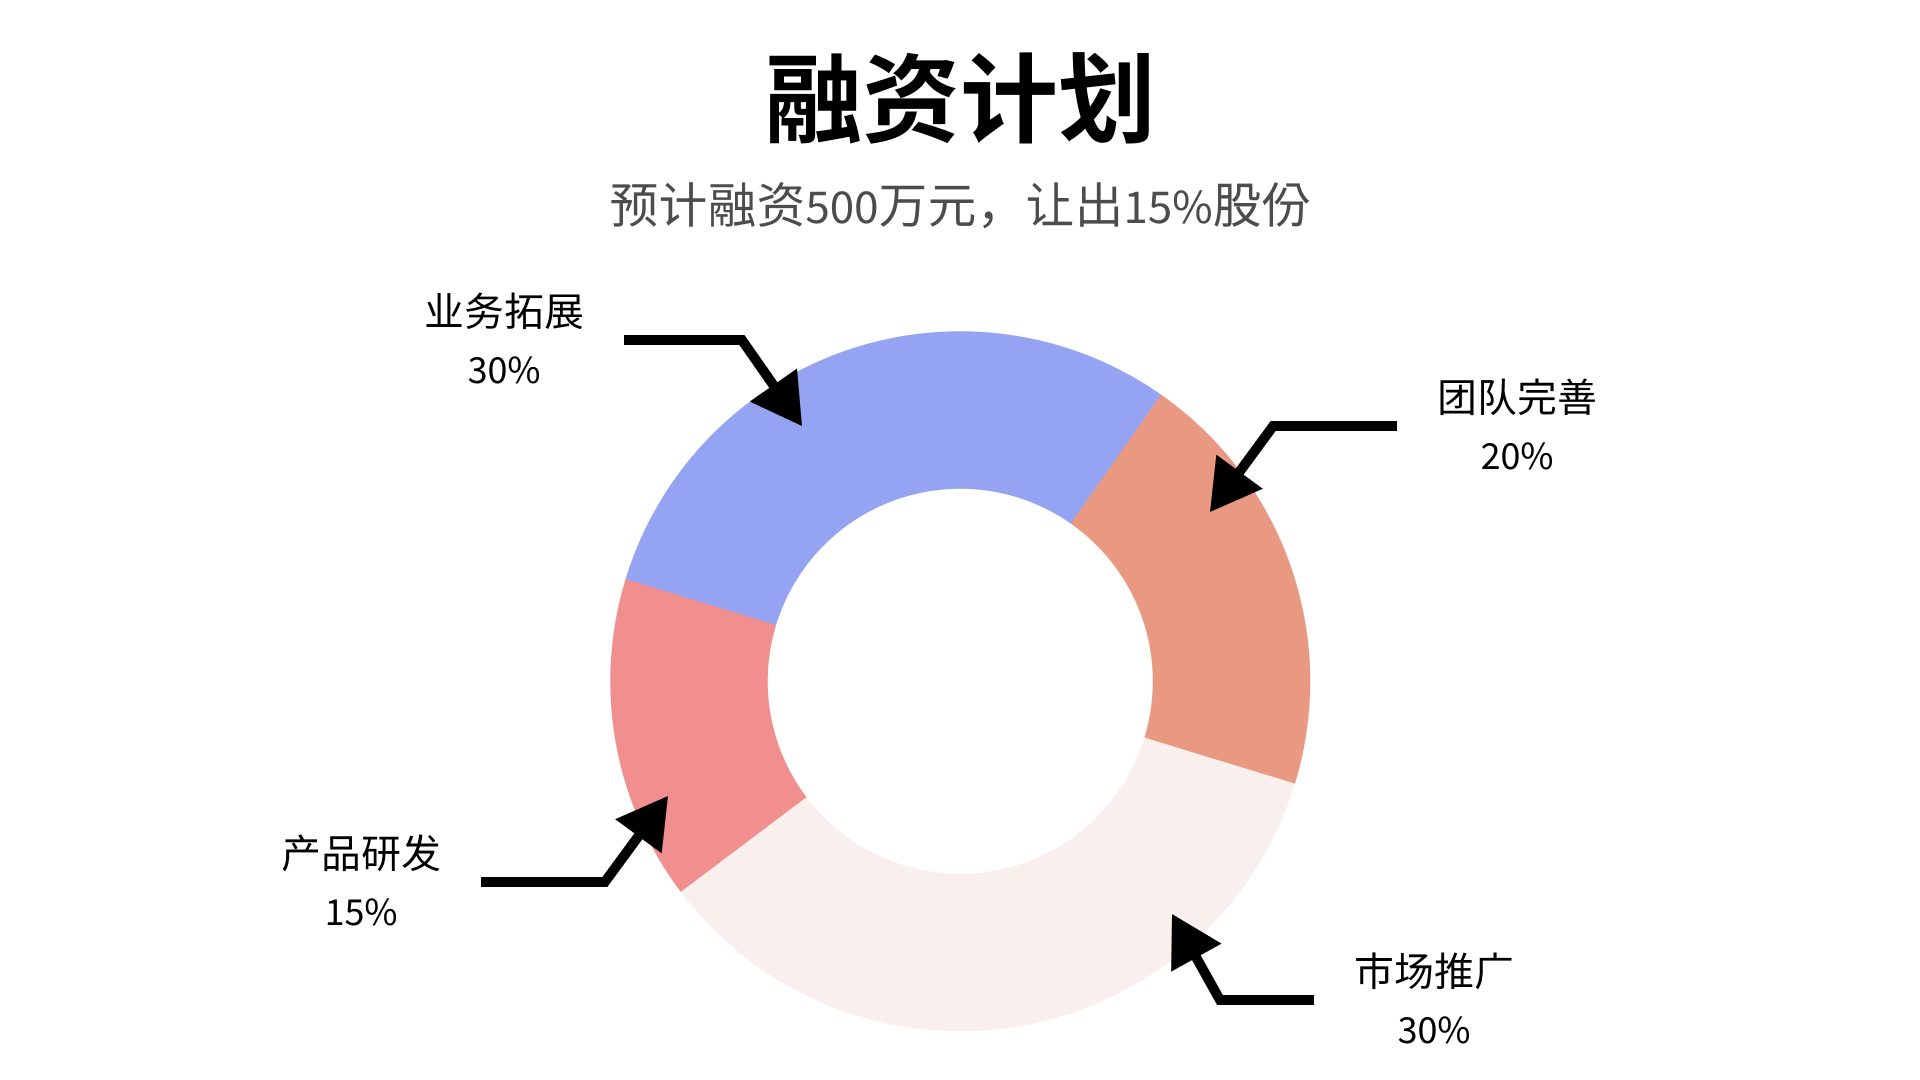 融资计划
预计融资500万元，让出15%股份
业务拓展
30%
团队完善
20%
产品研发
15%
市场推广
30%